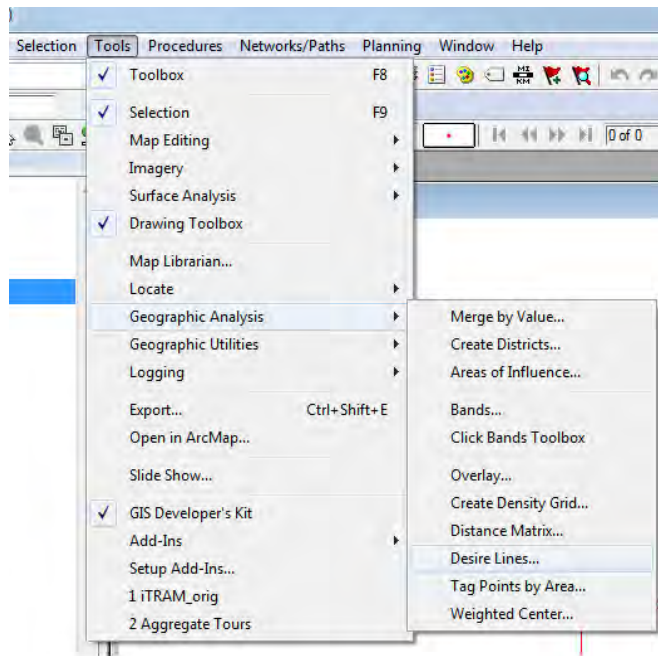 Selection Tools Procedures Networks/Paths Planning Window Help
Toolbox F8
MI
KM
Selection F9
Map Editing
0 of 0
Imagery
Surface Analysis
Drawing Toolbox
Map Librarian...
Locate
Geographic Analysis
Geographic Utilities
Logging
Export... Ctrl+Shift+E
Open in ArcMap...
Slide Show...
GIS Developer's Kit
Add-Ins
Setup Add-Ins...
1 iTRAM_orig
2 Aggregate Tours
Merge by Value...
Create Districts...
Areas of Influence...
Bands...
Click Bands Toolbox
Overlay...
Create Density Grid...
Distance Matrix...
Desire Lines...
Tag Points by Area...
Weighted Center...